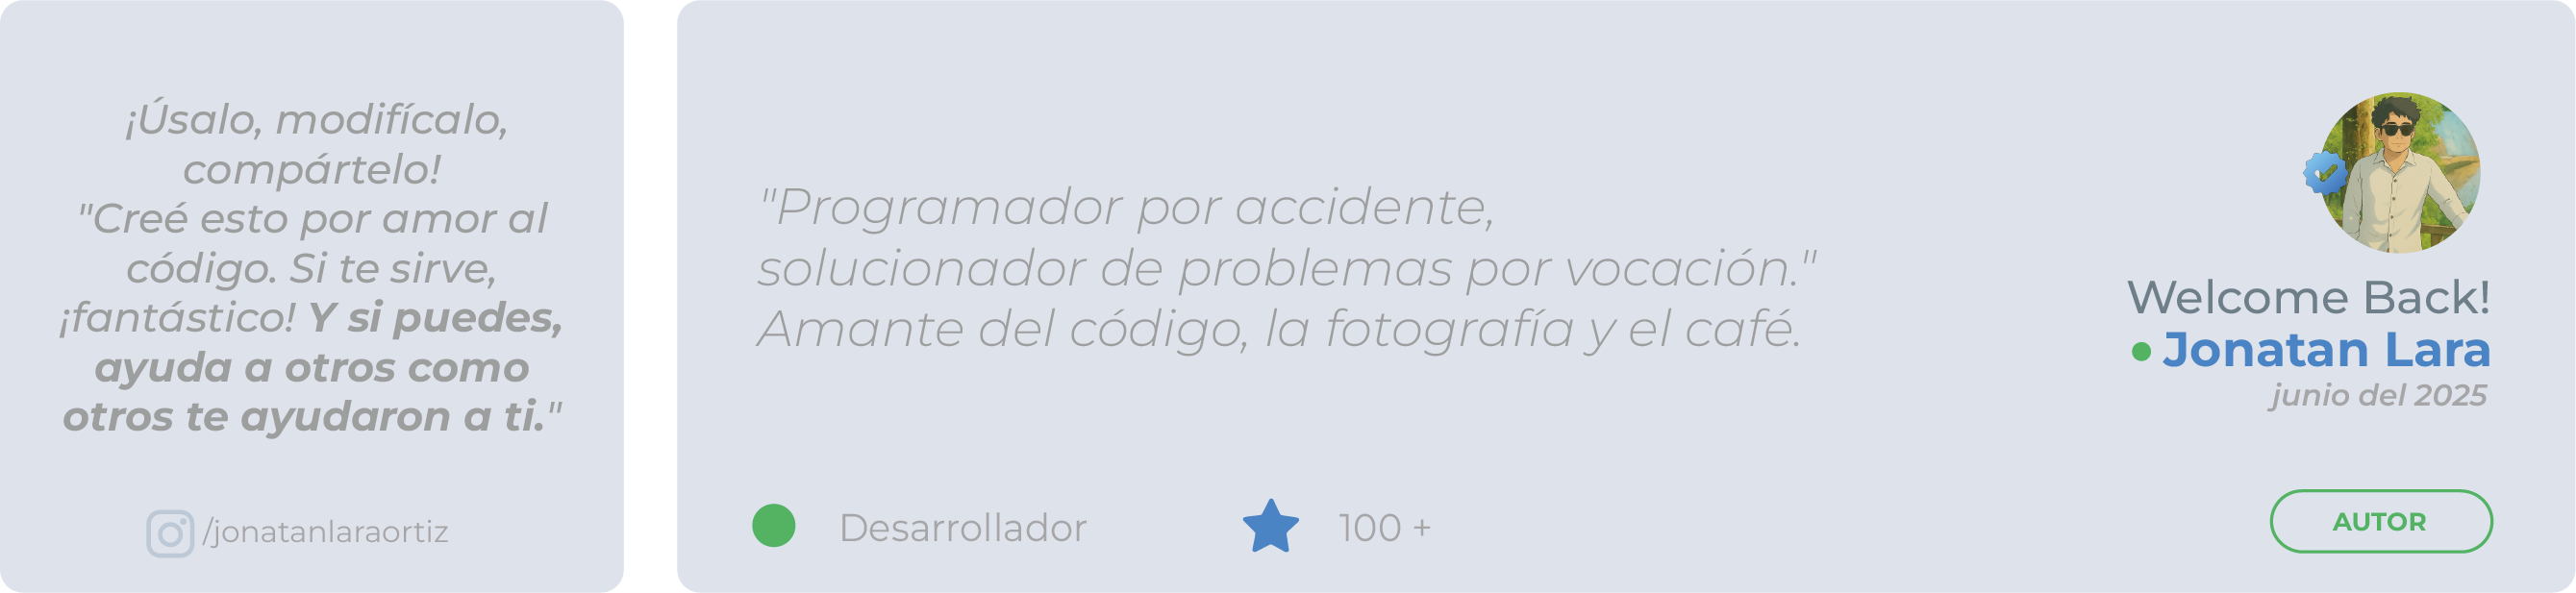 ¡Úsalo, modifícalo,
compártelo!
"Creé esto por amor al
código. Si te sirve,
¡fantástico! Y si puedes,
ayuda a otros como
otros te ayudaron a ti."
/jonatanlaraortiz
"Programador por accidente,
solucionador de problemas por vocación."
Amante del código, la fotografía y el café.
Desarrollador
100 +
Welcome Back!
Jonatan Lara
junio del 2025
AUTOR